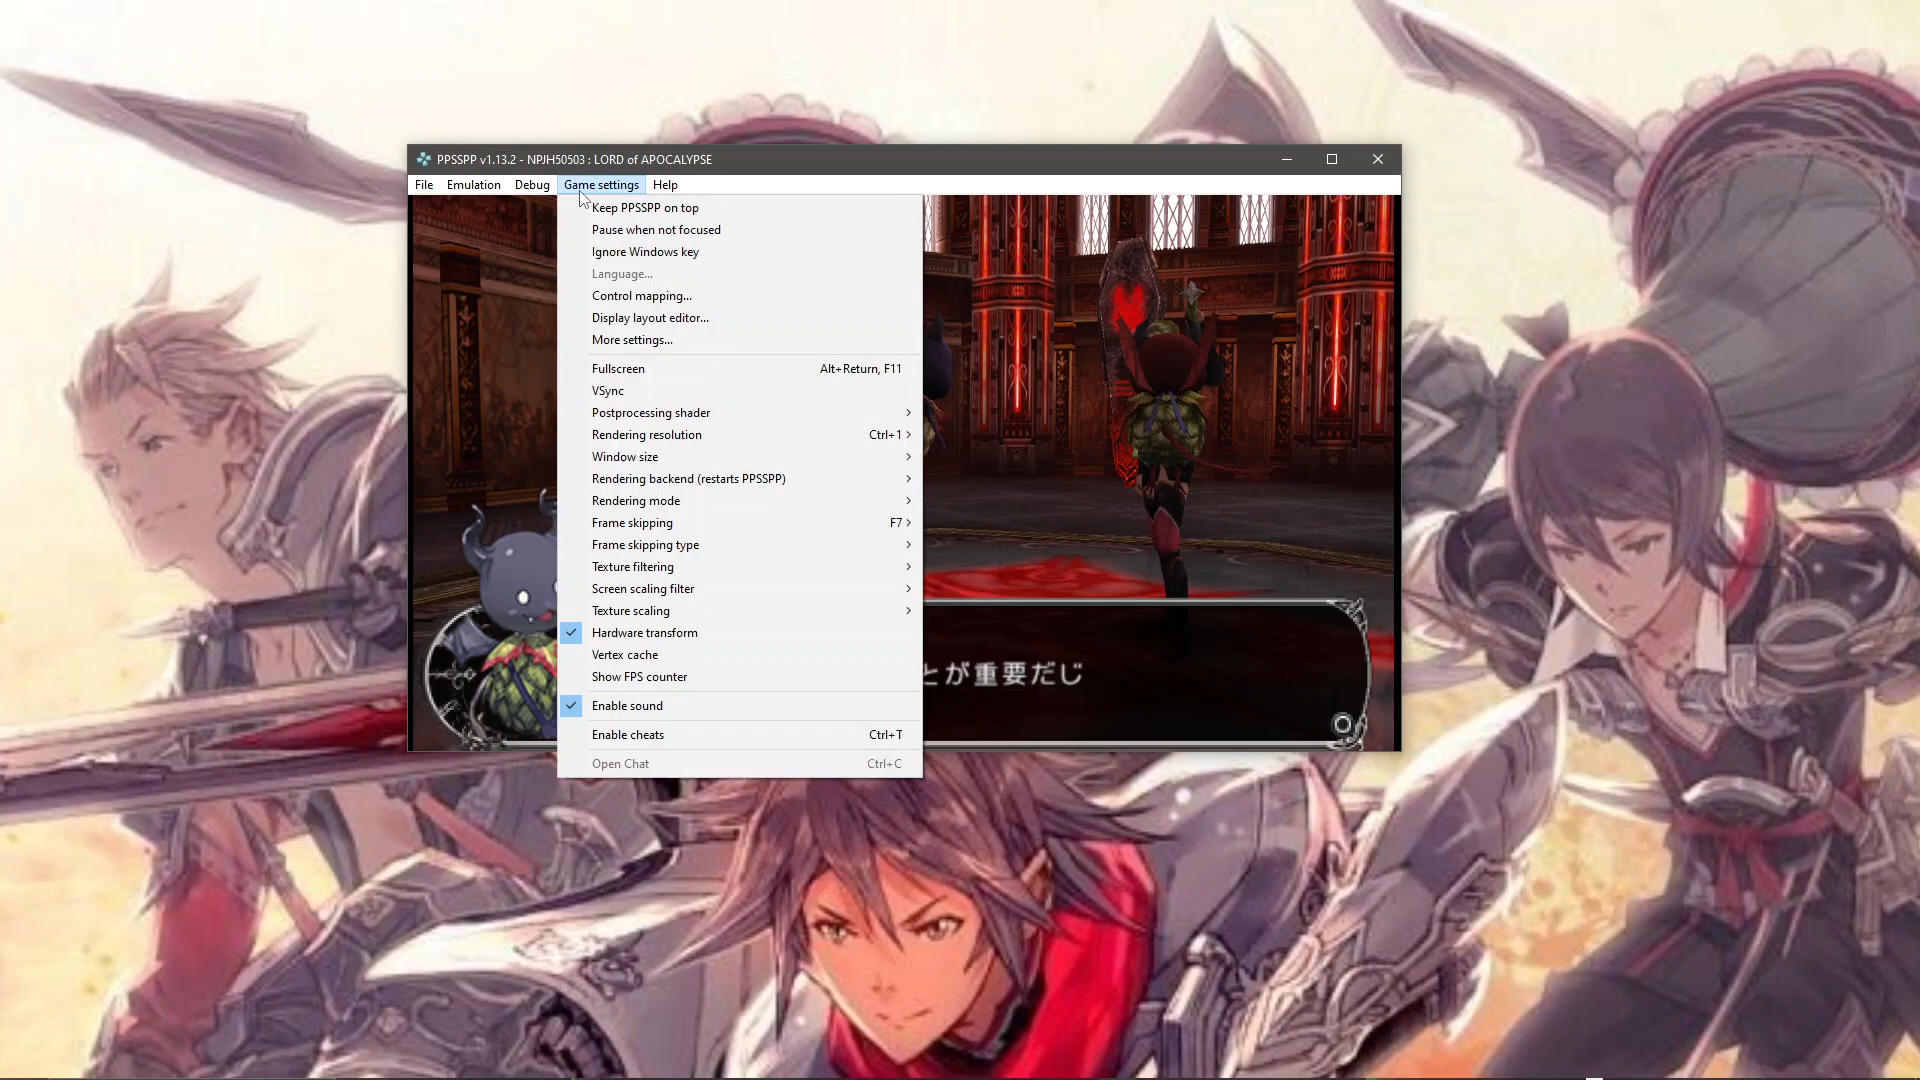 PPSSPP v1.13.2 - NPJH50503 : LORD of APOCALYPSE
File Emulation Debug Game settings Help
Keep PPSSPP on top
Pause when not focused
Ignore Windows key
Language...
Control mapping...
Display layout editor...
More settings...
Fullscreen Alt+Return, F11
VSync
Postprocessing shader
Rendering resolution Ctrl+1
Window size
Rendering backend (restarts PPSSPP)
Rendering mode
Frame skipping F7
Frame skipping type
Texture filtering
Screen scaling filter
Texture scaling
Hardware transform
Vertex cache
Show FPS counter
Enable sound
Enable cheats Ctrl+T
Open Chat Ctrl+C
とが重要だじ